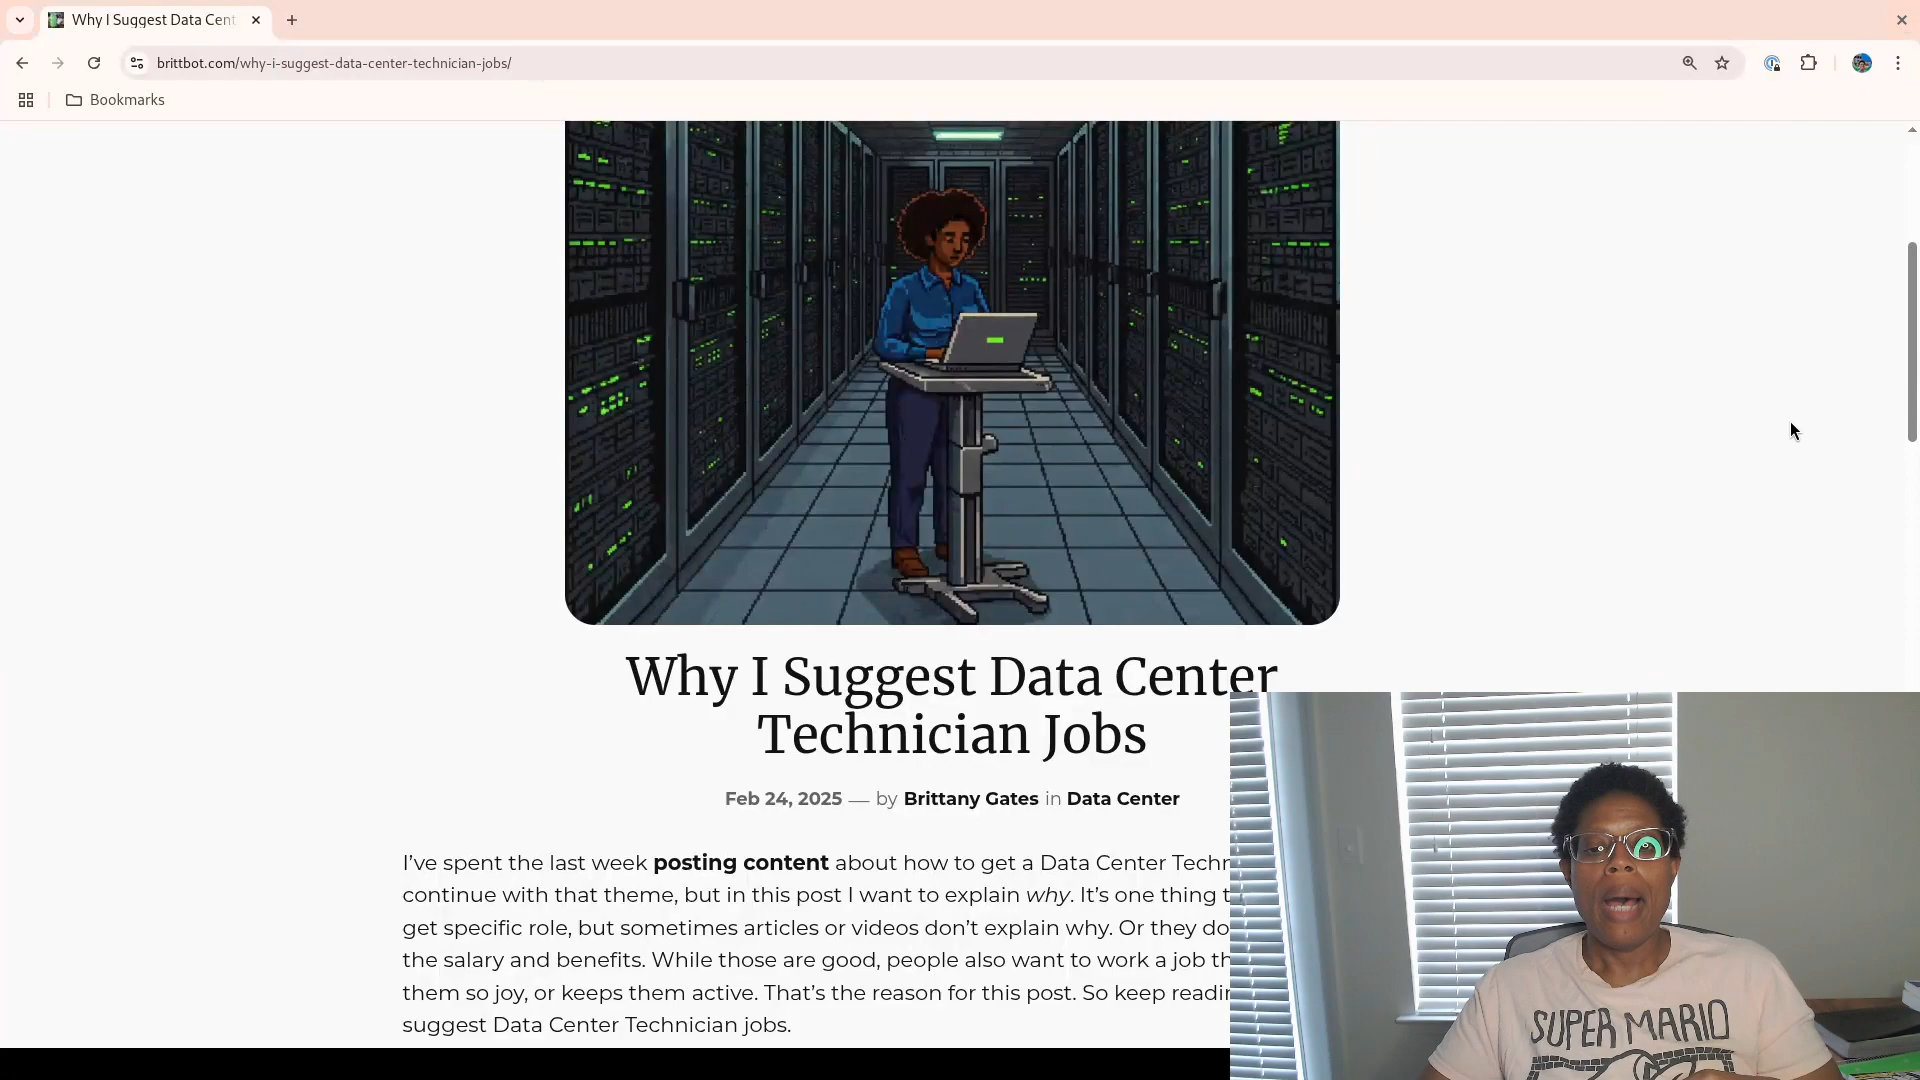 Why I Suggest Data Cent
brittbot.com/why-i-suggest-data-center-technician-jobs/
Bookmarks
Why I Suggest Data Center
Technician Jobs
Feb 24, 2025 — by Brittany Gates in Data Center
I've spent the last week posting content about how to get a Data Center Techn
continue with that theme, but in this post I want to explain why. It's one thing t
get specific role, but sometimes articles or videos don't explain why. Or they do
the salary and benefits. While those are good, people also want to work a job th
them so joy, or keeps them active. That's the reason for this post. So keep readin
suggest Data Center Technician jobs.
SUPER MARIO